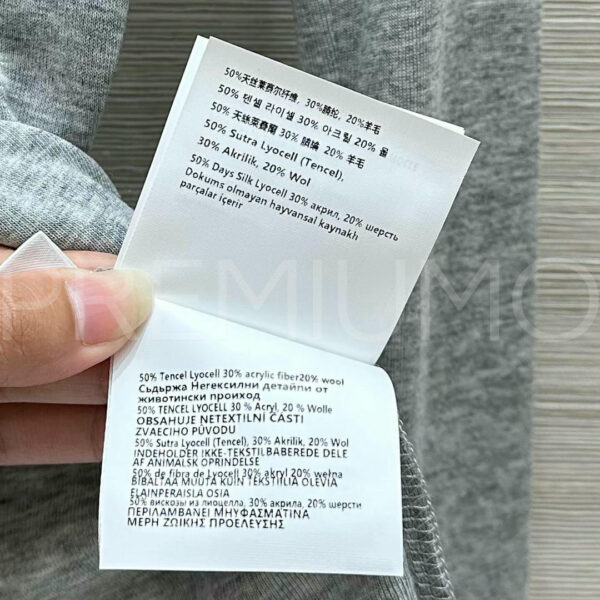 50%天丝莱赛尔纤维, 30%腈纶, 20%羊毛
50% 텐셀 라이셀 30% 아크릴 20% 울
50% 天丝萊賽爾 30% 腈綸 20% 羊毛
50% Sutra Lyocell (Tencel),
30% Akrilik, 20% Wol
50% Days Silk Lyocell 30% акрил, 20% шерсть
Dokums olmayan hayvansal kaynaklı
parçalar içerir
PREMIUMO
50% Tencel Lyocell 30% acrylic fiber20% wool
Съдьржа Негексилни детайпи от
животински происход
50% TENCEL LYOCELL 30 % Acryl, 20 % Wolle
OBSAHUJE NETEXTILNÍ ČÁSTI
ZVAECIHO PŮVODU
50% Sutra Lyocell (Tencel), 30% Akrilik, 20% Wol
INDEHOLDER IKKE-TEKSTILBABEREDE DELE
AF ANIMALSK OPRINDELSE
50% de fibra de Lyocell 30% akryl 20% wełna
BIBALTAA MUUTA KUIN TEKSTIILIA OLEVIA
ELAINPERAISLA OSIA
50% вискозы из лиоцелла, 30% акрила, 20% шерсти
ΠΕΡΙΛΑΜΒΑΝΕΙ ΜΗΥΦΑΣΜΑΤΙΝΑ
ΜΕΡΗ ΖΩΙΚΗΣ ΠΡΟΕΛΕΥΣΗΣ